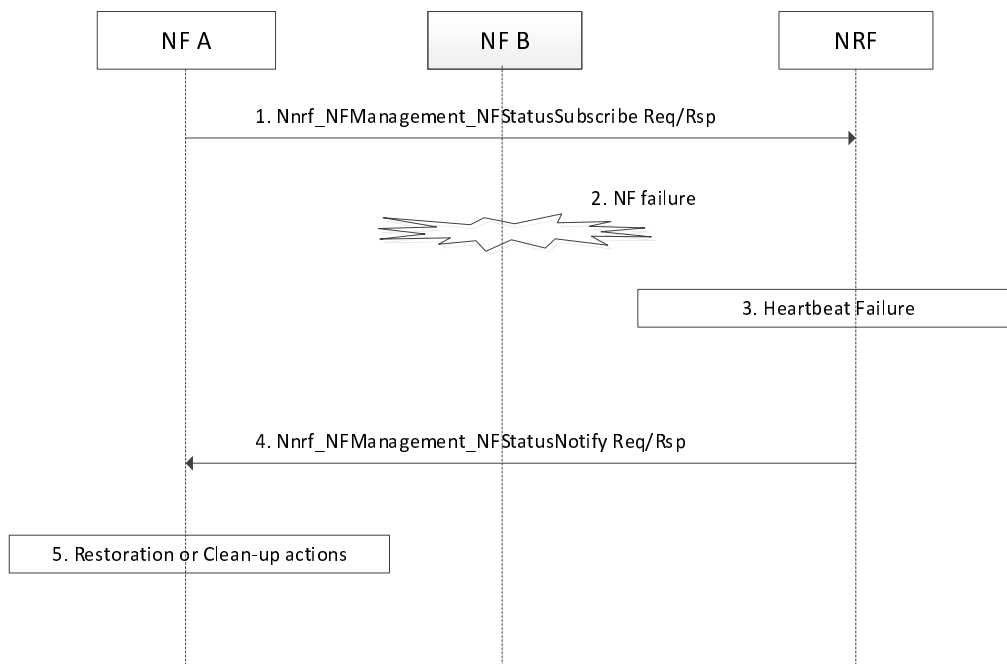 NF A
NF B
NRF
1. Nnrf_NFManagement_NFStatusSubscribe Req/Rsp
2. NF failure
3. Heartbeat Failure
4. Nnrf_NFManagement_NFStatusNotify Req/Rsp
5. Restoration or Clean-up actions